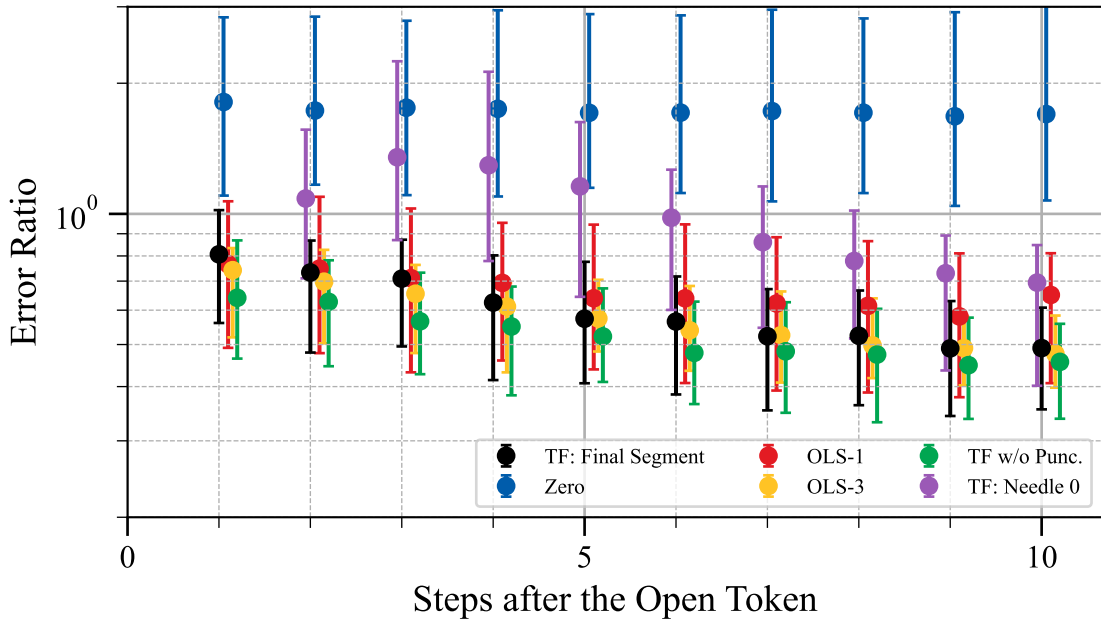 10⁰
Error Ratio
TF: Final Segment
Zero
OLS-1
OLS-3
TF w/o Punc.
TF: Needle 0
0 5 10
Steps after the Open Token